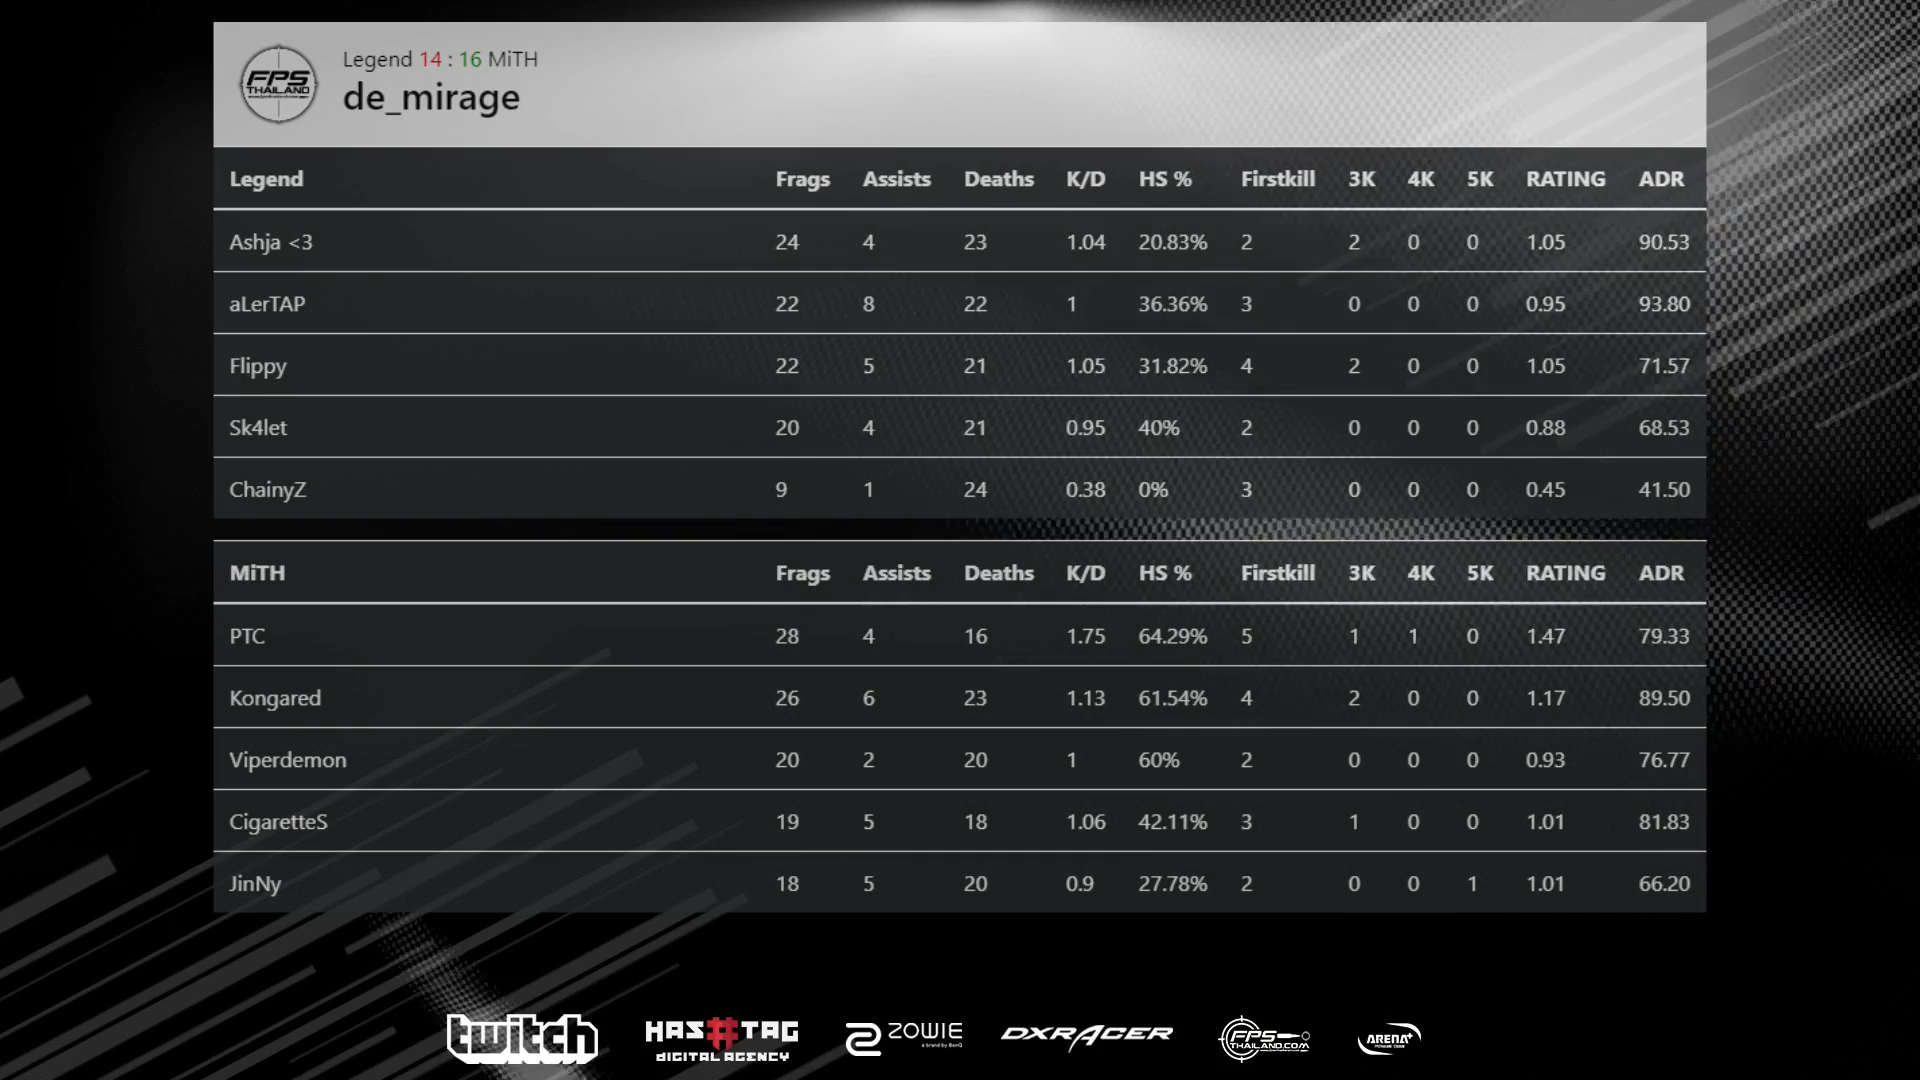 FPS
THAILAND
Legend 14 : 16 MiTH
de_mirage
Legend Frags Assists Deaths K/D HS % Firstkill 3K 4K 5K RATING ADR
Ashja <3 24 4 23 1.04 20.83% 2 2 0 0 1.05 90.53
aLerTAP 22 8 22 1 36.36% 3 0 0 0 0.95 93.80
Flippy 22 5 21 1.05 31.82% 4 2 0 0 1.05 71.57
Sk4let 20 4 21 0.95 40% 2 0 0 0 0.88 68.53
ChainyZ 9 1 24 0.38 0% 3 0 0 0 0.45 41.50
MiTH Frags Assists Deaths K/D HS % Firstkill 3K 4K 5K RATING ADR
PTC 28 4 16 1.75 64.29% 5 1 1 0 1.47 79.33
Kongared 26 6 23 1.13 61.54% 4 2 0 0 1.17 89.50
Viperdemon 20 2 20 1 60% 2 0 0 0 0.93 76.77
CigaretteS 19 5 18 1.06 42.11% 3 1 0 0 1.01 81.83
JinNy 18 5 20 0.9 27.78% 2 0 0 1 1.01 66.20
twitch
HAS#TAG
DIGITAL AGENCY
ZOWIE
a brand by BenQ
DXRACER
FPS
THAILAND.COM
ARENA+